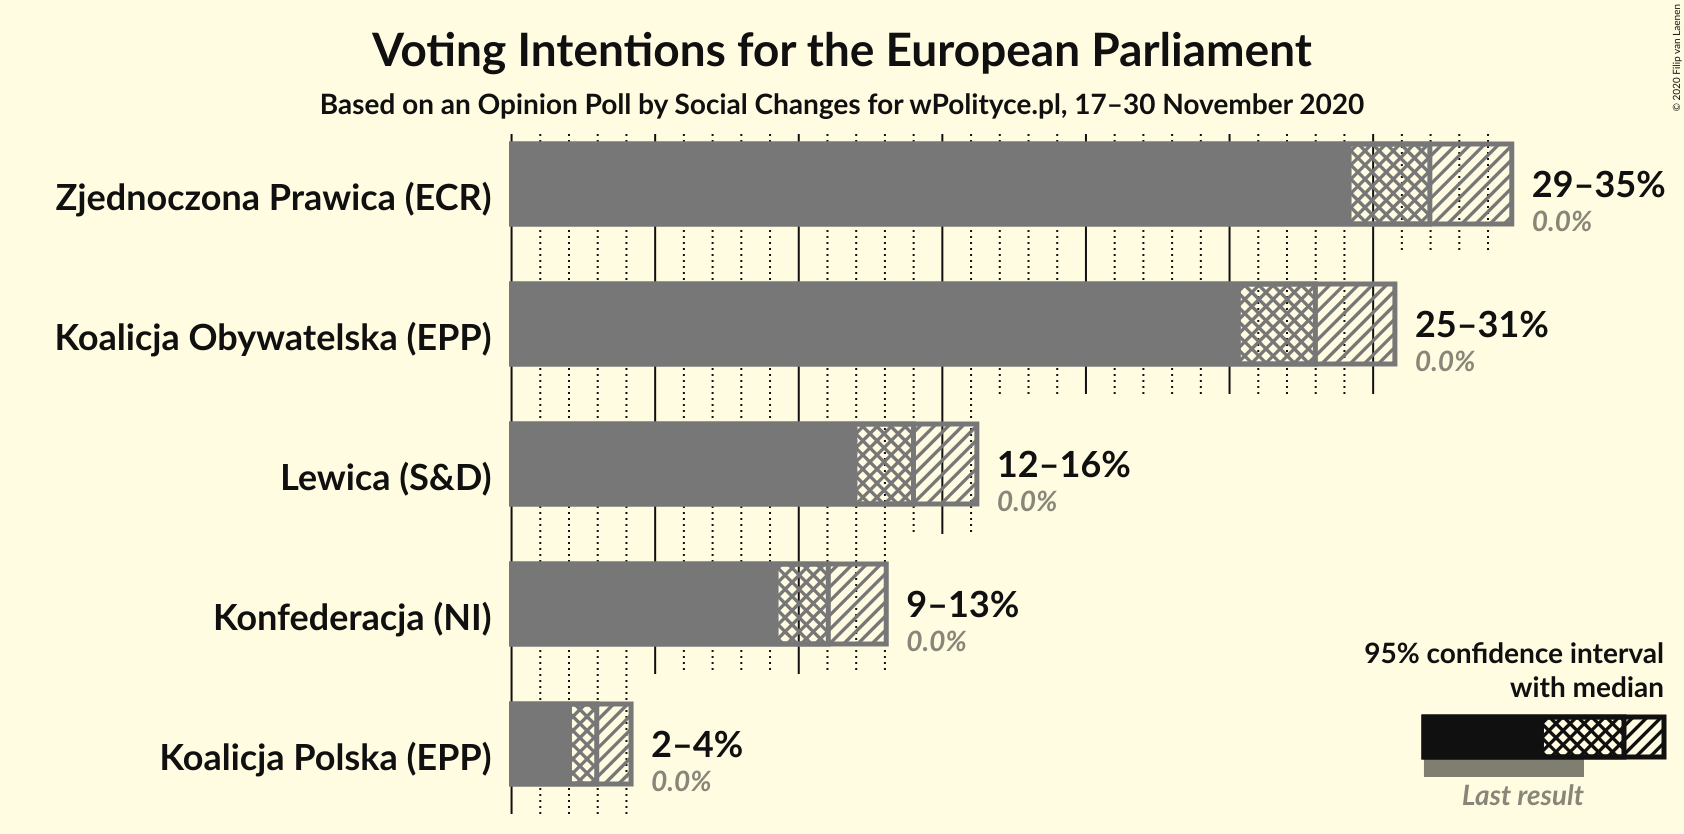 Voting Intentions for the European Parliament
Based on an Opinion Poll by Social Changes for wPolityce.pl, 17–30 November 2020
© 2020 Filip van Laenen
Zjednoczona Prawica (ECR)
29–35%
0.0%
Koalicja Obywatelska (EPP)
25–31%
0.0%
Lewica (S&D)
12–16%
0.0%
Konfederacja (NI)
9–13%
0.0%
Koalicja Polska (EPP)
2–4%
0.0%
95% confidence interval
with median
Last result